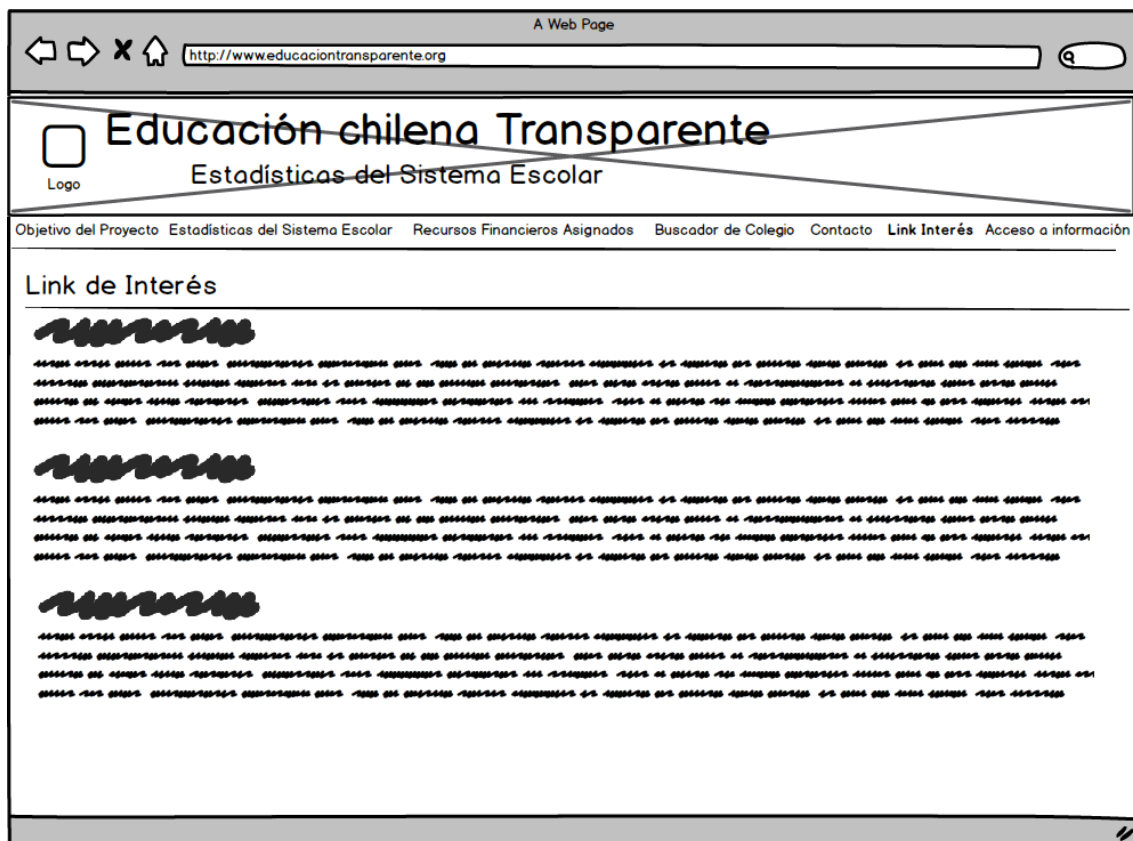 A Web Page
http://www.educaciontransparente.org
Educación chilena Transparente
Logo
Estadísticas del Sistema Escolar
Objetivo del Proyecto Estadísticas del Sistema Escolar Recursos Financieros Asignados Buscador de Colegio Contacto Link Interés Acceso a información
Link de Interés